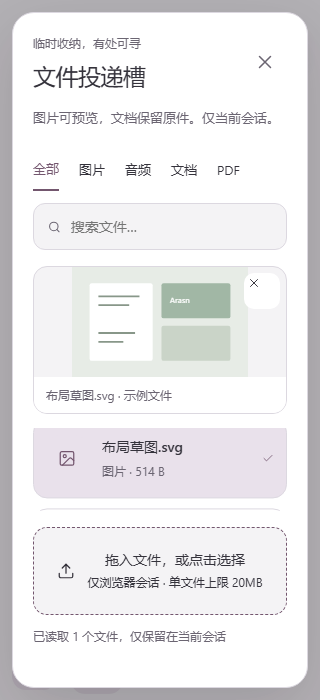 临时收纳，有处可寻
文件投递槽
图片可预览，文档保留原件。仅当前会话。
全部 图片 音频 文档 PDF
搜索文件...
Arasn
布局草图.svg · 示例文件
布局草图.svg
图片 · 514 B
拖入文件，或点击选择
仅浏览器会话 · 单文件上限 20MB
已读取 1 个文件，仅保留在当前会话